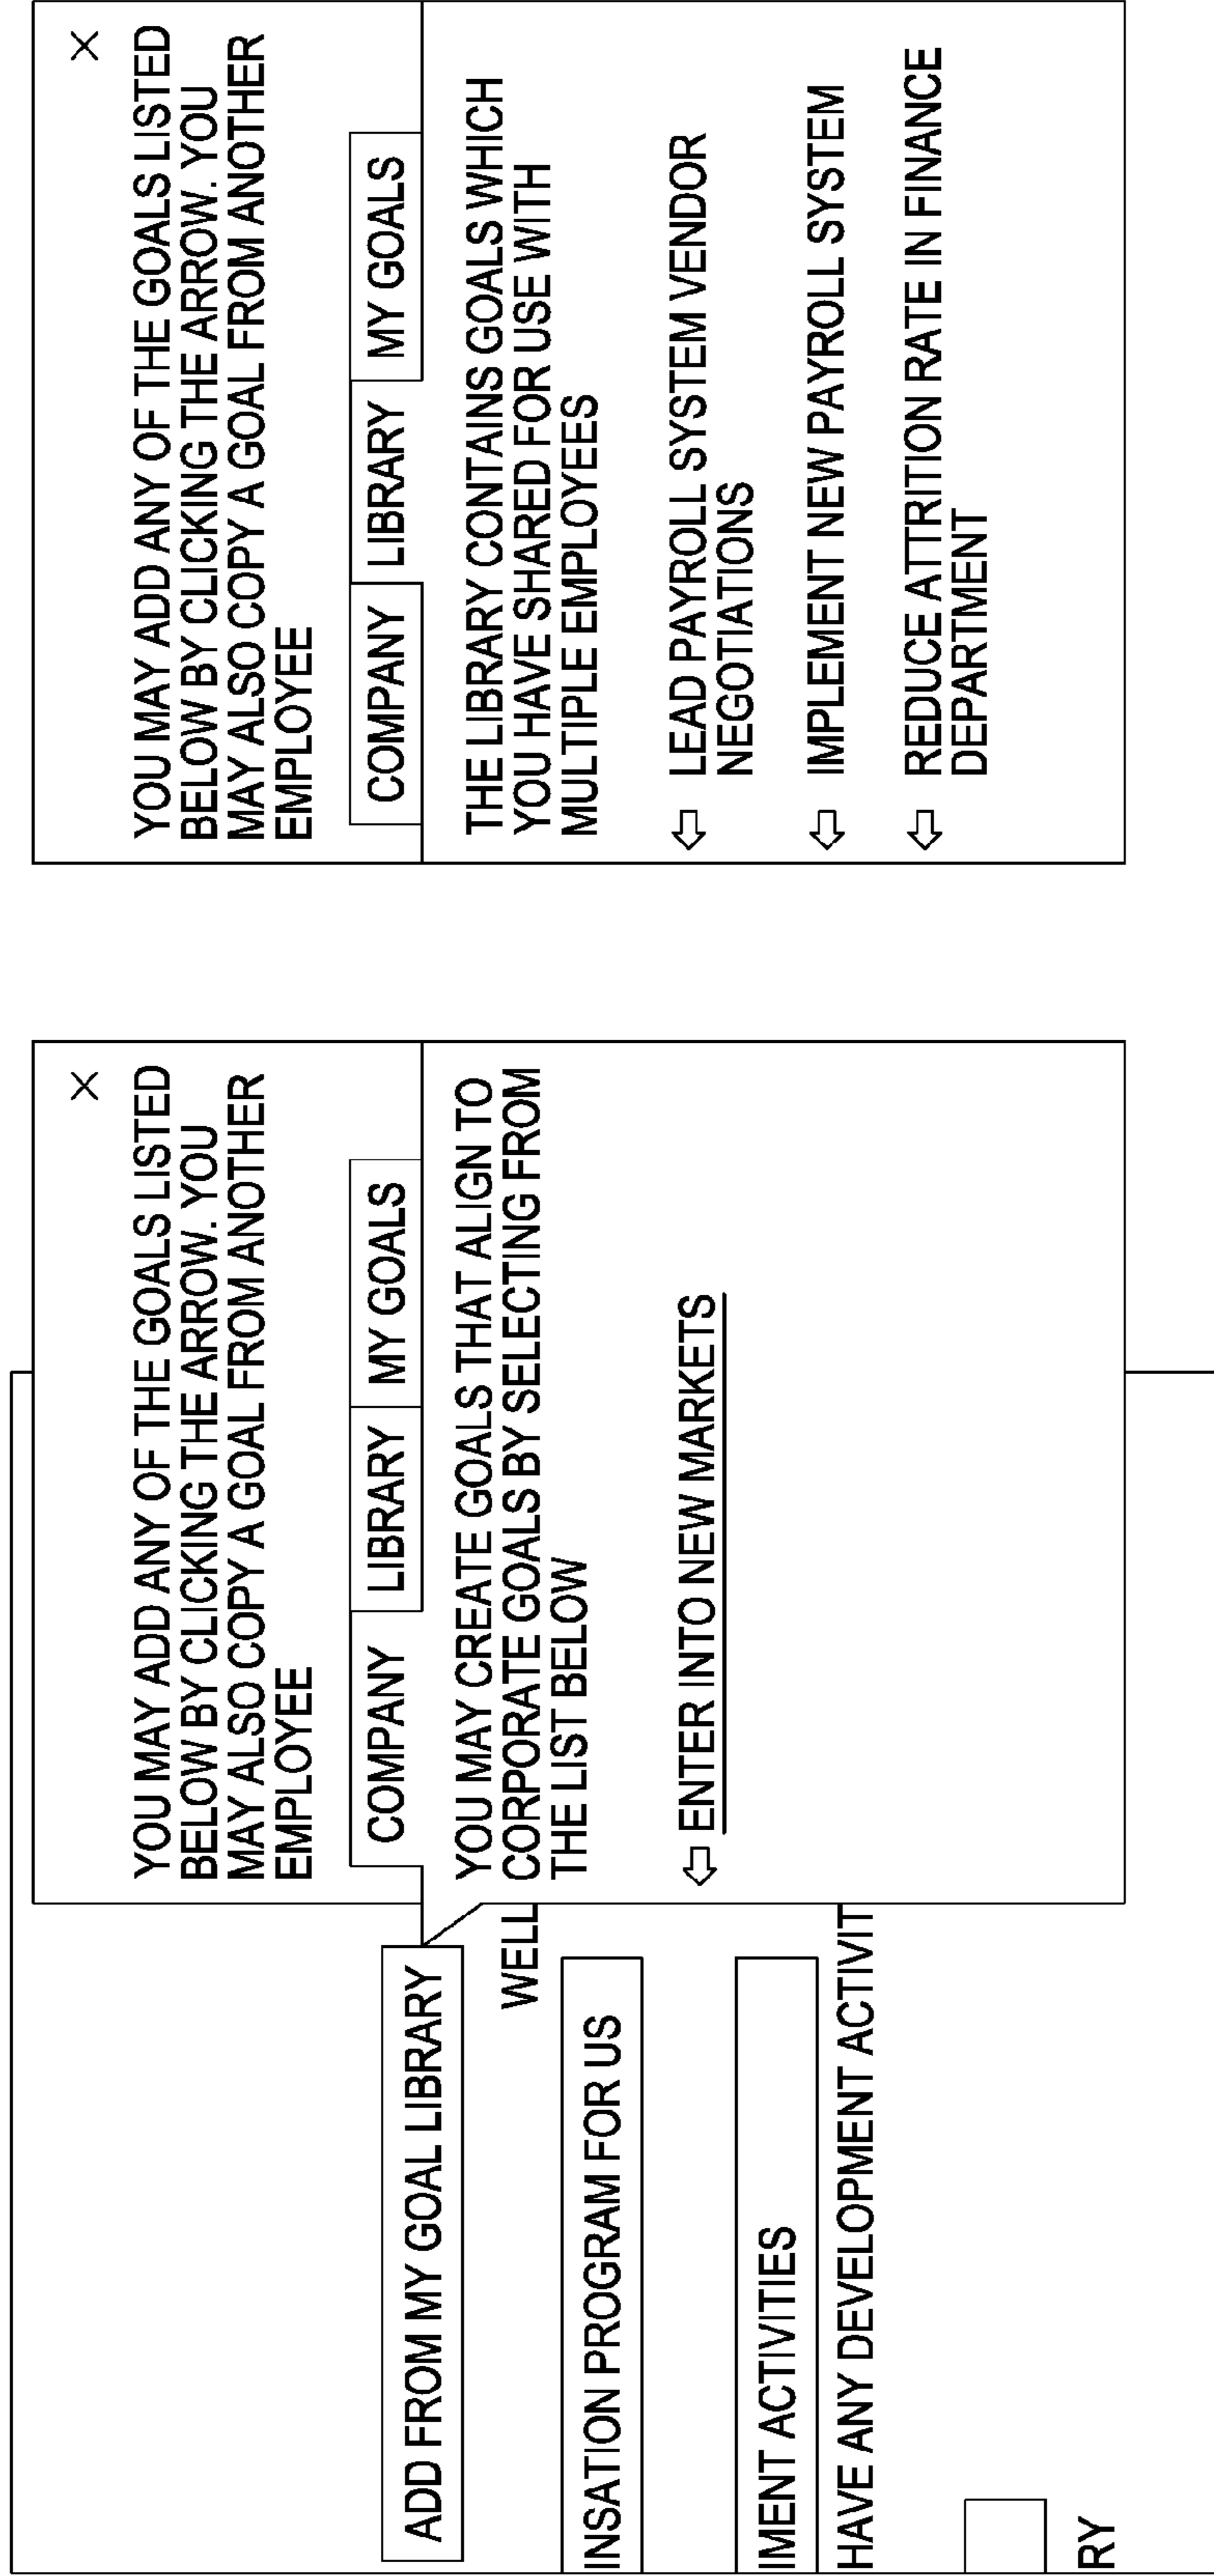 ADD FROM MY GOAL LIBRARY
WELL
INSATION PROGRAM FOR US
IMENT ACTIVITIES
HAVE ANY DEVELOPMENT ACTIVIT
RY
X
YOU MAY ADD ANY OF THE GOALS LISTED
BELOW BY CLICKING THE ARROW. YOU
MAY ALSO COPY A GOAL FROM ANOTHER
EMPLOYEE
COMPANY LIBRARY MY GOALS
YOU MAY CREATE GOALS THAT ALIGN TO
CORPORATE GOALS BY SELECTING FROM
THE LIST BELOW
ENTER INTO NEW MARKETS
X
YOU MAY ADD ANY OF THE GOALS LISTED
BELOW BY CLICKING THE ARROW. YOU
MAY ALSO COPY A GOAL FROM ANOTHER
EMPLOYEE
COMPANY LIBRARY MY GOALS
THE LIBRARY CONTAINS GOALS WHICH
YOU HAVE SHARED FOR USE WITH
MULTIPLE EMPLOYEES
LEAD PAYROLL SYSTEM VENDOR
NEGOTIATIONS
IMPLEMENT NEW PAYROLL SYSTEM
REDUCE ATTRITION RATE IN FINANCE
DEPARTMENT